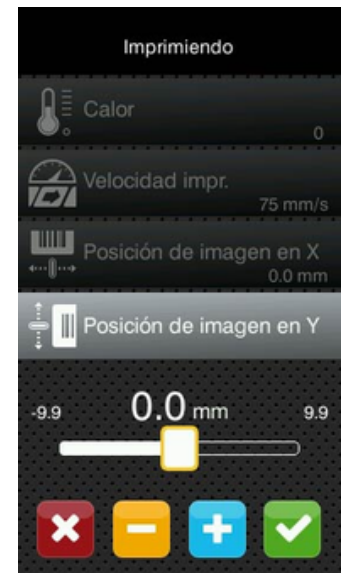 Imprimiendo
Calor
0
Velocidad impr.
75 mm/s
Posición de imagen en X
0.0 mm
Posición de imagen en Y
-9.9 0.0 mm 9.9